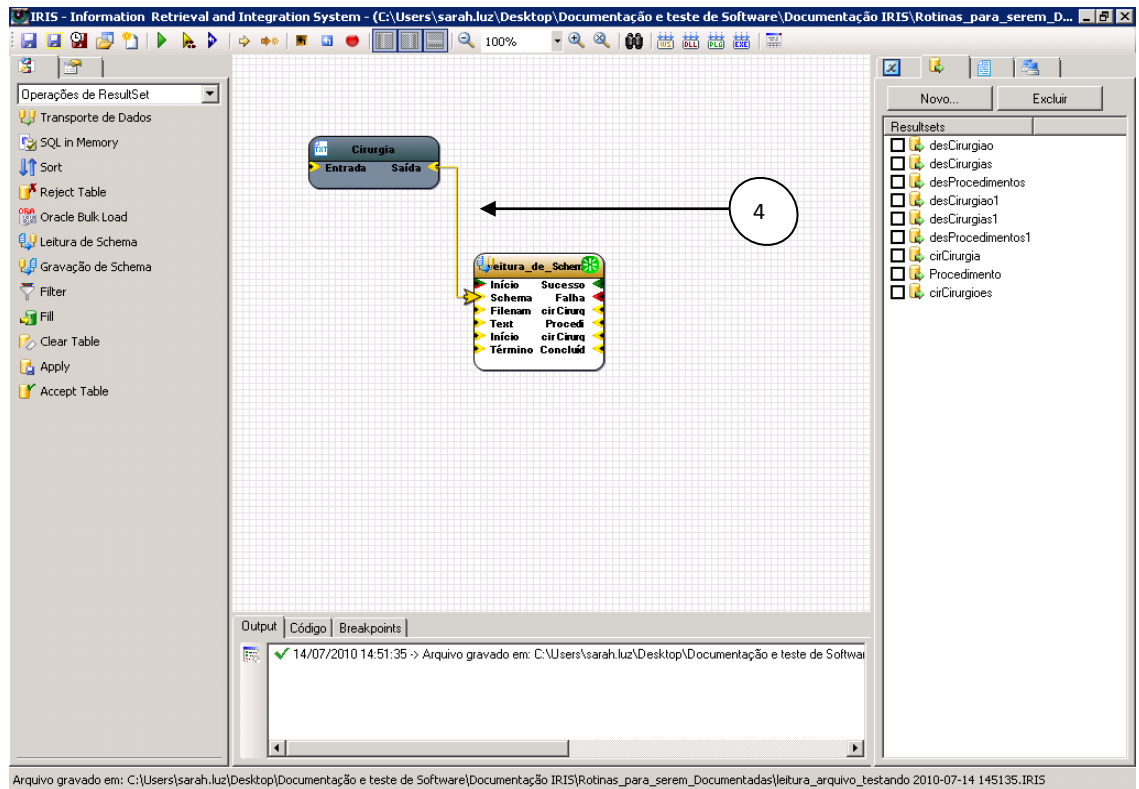 IRIS - Information Retrieval and Integration System - (C:\Users\sarah.luz\Desktop\Documentação e teste de Software\Documentação IRIS\Rotinas_para_serem_D...
100%
WS DLL PLG EXE
Operações de ResultSet
Transporte de Dados
SQL in Memory
Sort
Reject Table
Oracle Bulk Load
Leitura de Schema
Gravação de Schema
Filter
Fill
Clear Table
Apply
Accept Table
TXT Cirurgia
Entrada Saída
4
eitura_de_Schem
Início Sucesso
Schema Falha
Filenam cirCirurg
Text Procedi
Início cirCirurg
Término Concluíd
Output Código Breakpoints
14/07/2010 14:51:35 -> Arquivo gravado em: C:\Users\sarah.luz\Desktop\Documentação e teste de Softwar
Novo... Excluir
Resultsets
desCirurgiao
desCirurgias
desProcedimentos
desCirurgiao1
desCirurgias1
desProcedimentos1
cirCirurgia
Procedimento
cirCirurgioes
Arquivo gravado em: C:\Users\sarah.luz\Desktop\Documentação e teste de Software\Documentação IRIS\Rotinas_para_serem_Documentadas\leitura_arquivo_testando 2010-07-14 145135.IRIS